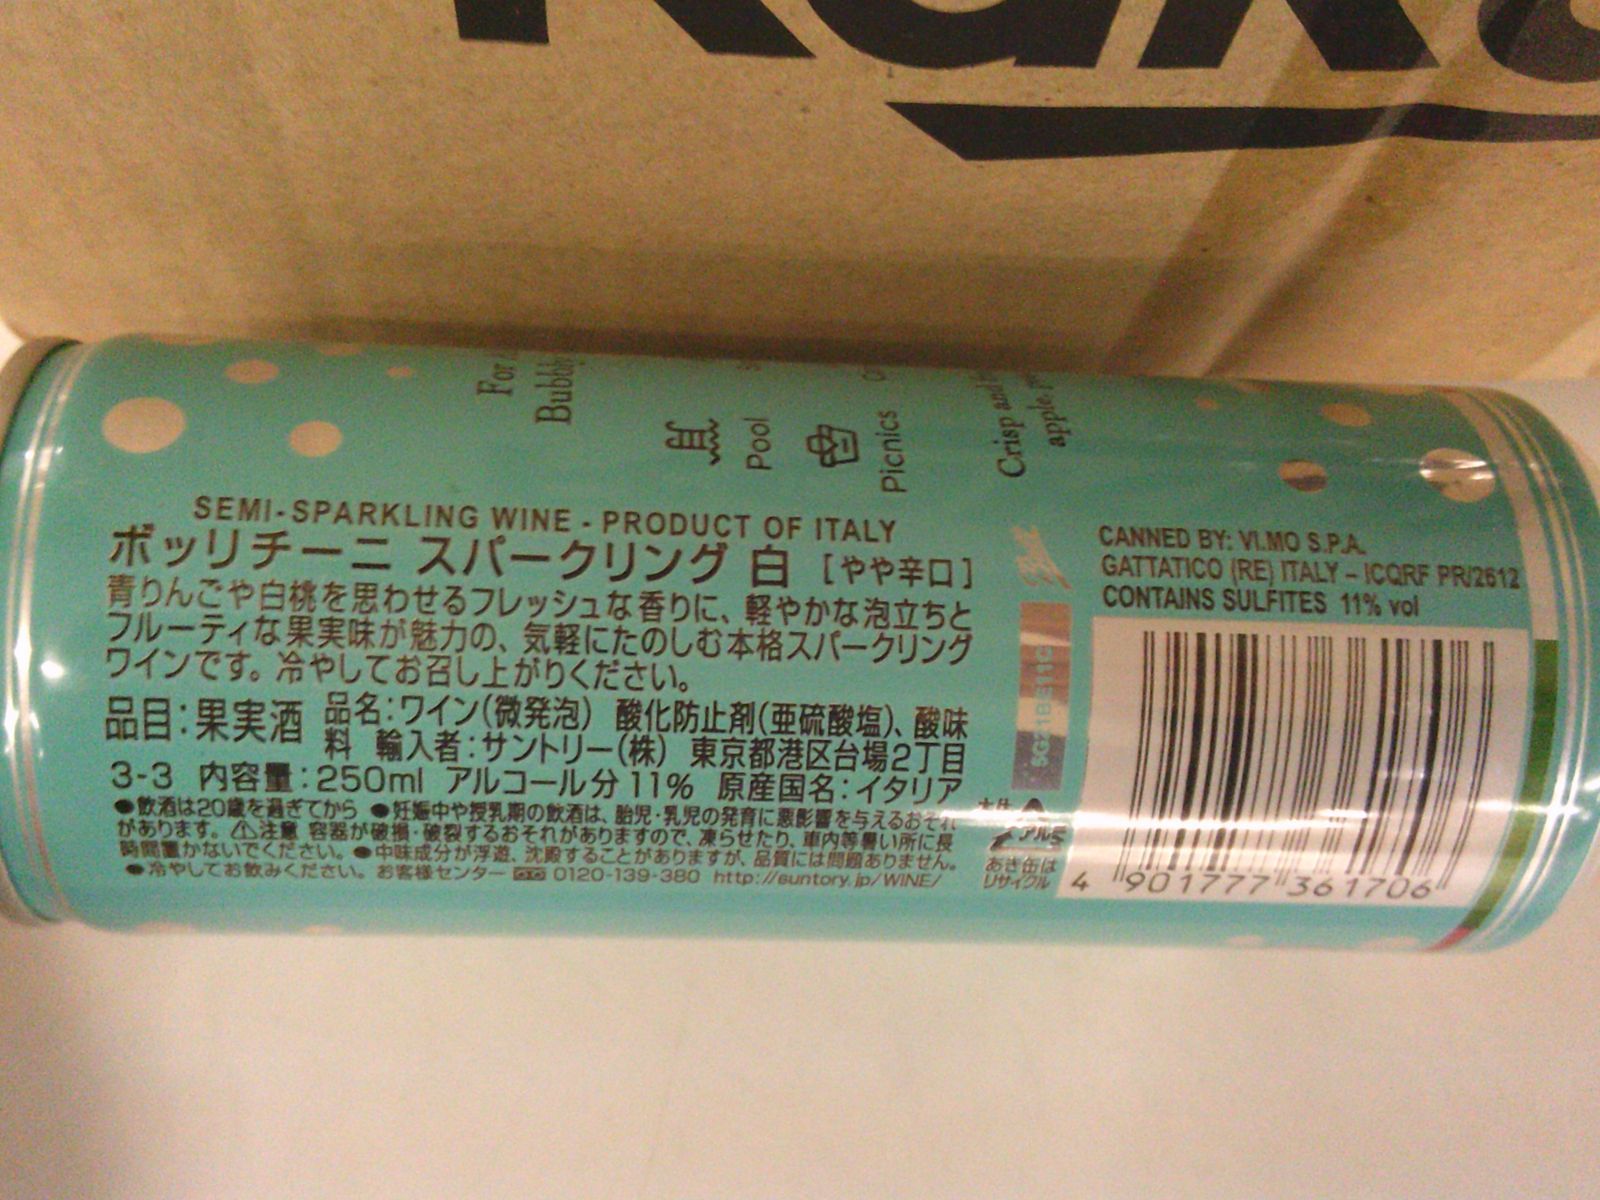 For
SEMI-SPARKLING WINE - PRODUCT OF ITALY
ボッリチーニ スパークリング 白 [やや辛口]
青りんごや白桃を思わせるフレッシュな香りに、軽やかな泡立ちと
フルーティな果実味が魅力の、気軽にたのしむ本格スパークリング
ワインです。冷やしてお召し上がりください。
品目:果実酒 品名:ワイン(微発泡) 酸化防止剤(亜硫酸塩)、酸味
料 輸入者:サントリー(株) 東京都港区台場2丁目
3-3 内容量:250ml アルコール分11% 原産国名:イタリア
●飲酒は20歳を過ぎてから ●妊娠中や授乳期の飲酒は、胎児・乳児の発育に悪影響を与えるおそれ
があります。⚠注意 容器が破損・破裂するおそれがありますので、凍らせたり、車内等暑い所に長
時間置かないでください。●中味成分が浮遊、沈殿することがありますが、品質には問題ありません。
●冷やしてお飲みください。お客様センター 0120-139-380 http://suntory.jp/WINE/
Pool
Picnics
Crisp and
apple
アルミ
あき缶は
リサイクル
CANNED BY: VI.MO S.P.A.
GATTATICO (RE) ITALY – ICQRF PR/2612
CONTAINS SULFITES 11% vol
4 901777 361706